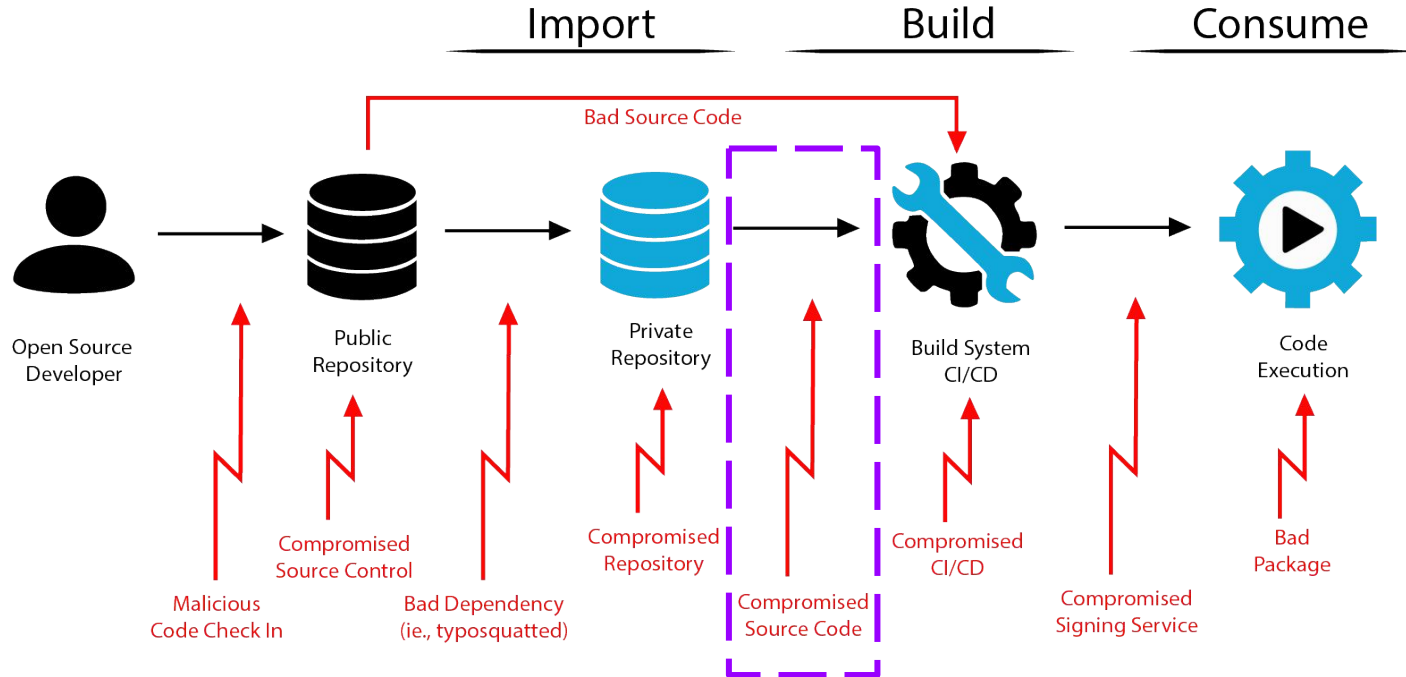 Import
Build
Consume
Bad Source Code
Open Source
Developer
Public
Repository
Private
Repository
Build System
CI/CD
Code
Execution
Malicious
Code Check In
Compromised
Source Control
Bad Dependency
(ie., typosquatted)
Compromised
Repository
Compromised
Source Code
Compromised
CI/CD
Compromised
Signing Service
Bad
Package